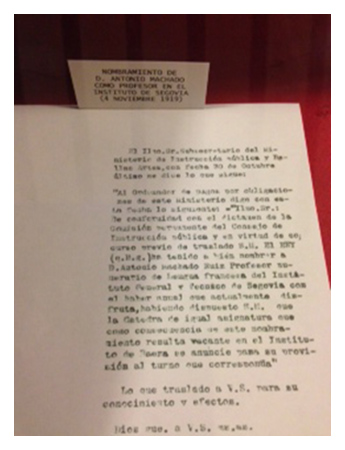 NOMBRAMIENTO DE
D. ANTONIO MACHADO
COMO PROFESOR EN EL
INSTITUTO DE SEGOVIA
(4 NOVIEMBRE 1919)
El Ilmo.Sr.Subsecretario del Mi-
nisterio de Instrucción pública y Be-
llas Artes,con fecha 30 de Octubre
último me dice lo que sigue:
"Al Ordenador de pagos por obligacio-
nes de este Ministerio digo con es-
ta fecha lo siguiente: ="Ilmo.Sr.:
De conformidad con el dictamen de la
Comisión permanente del Consejo de
Instrucción pública y en virtud de con
curso previo de traslado S.M. EL REY
(q.D.g.)ha tenido a bien nombrar a
D.Antonio Machado Ruiz Profesor nu-
merario de Lengua francesa del Insti-
tuto General y Técnico de Segovia con
el haber anual que actualmente dis-
fruta,habiendo dispuesto S.M. que
la Cátedra de igual asignatura que
como consecuencia de este nombra-
miento resulta vacante en el Institu-
to de Baeza se anuncie para su provi-
sión al turno que corresponda"
Lo que traslado a V.S. para su
conocimiento y efectos.
Dios gue. a V.S. ms.as.